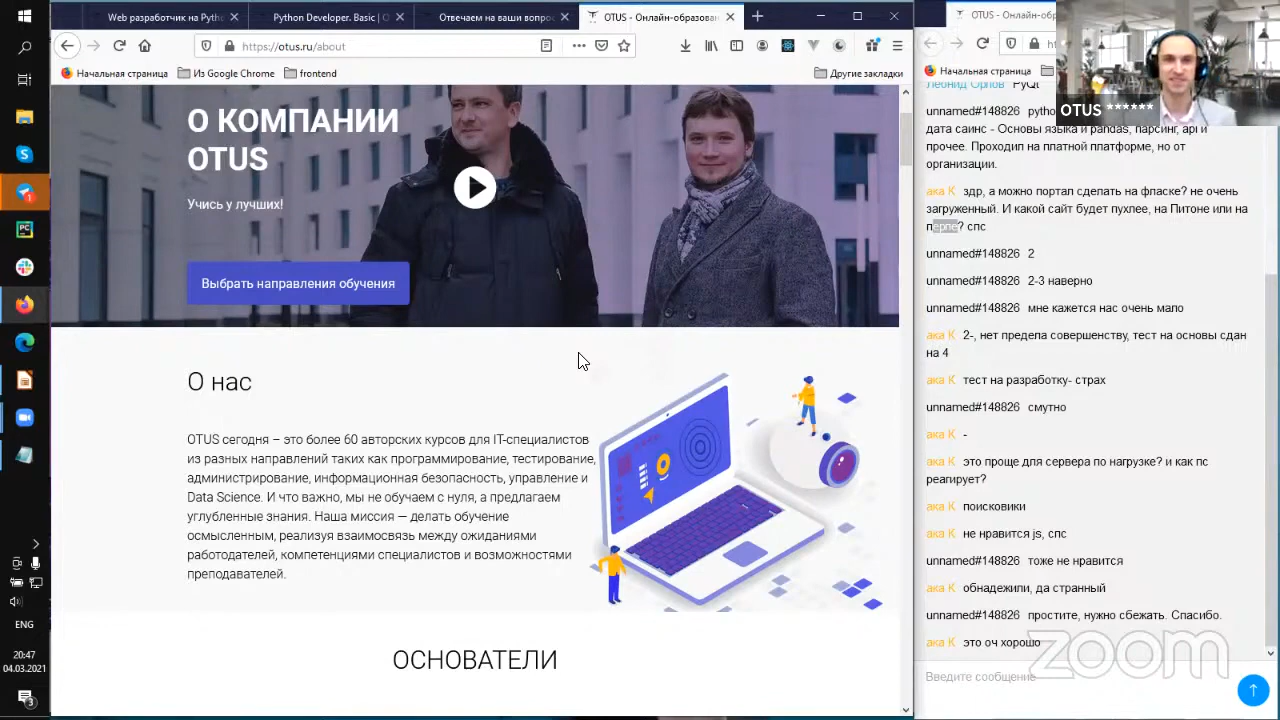 Web разработчик на Pyth
Python Developer. Basic | O
Отвечаем на ваши вопро
OTUS - Онлайн-образова
OTUS - Онлайн-обр
https://otus.ru/about
Начальная страница
Из Google Chrome
frontend
Другие закладки
Начальная страница
О КОМПАНИИ
OTUS
Учись у лучших!
Выбрать направления обучения
О нас
OTUS сегодня – это более 60 авторских курсов для IT-специалистов
из разных направлений таких как программирование, тестирование,
администрирование, информационная безопасность, управление и
Data Science. И что важно, мы не обучаем с нуля, а предлагаем
углубленные знания. Наша миссия — делать обучение
осмысленным, реализуя взаимосвязь между ожиданиями
работодателей, компетенциями специалистов и возможностями
преподавателей.
ОСНОВАТЕЛИ
OTUS ******
Леонид Орлов PyQt
unnamed#148826 pytho
дата саинс - Основы языка и pandas, парсинг, api и
прочее. Проходил на платной платформе, но от
организации.
ака К здр, а можно портал сделать на фласке? не очень
загруженный. И какой сайт будет пухлее, на Питоне или на
перле? спс
unnamed#148826 2
unnamed#148826 2-3 наверно
unnamed#148826 мне кажется нас очень мало
ака К 2-, нет предела совершенству, тест на основы сдан
на 4
ака К тест на разработку- страх
unnamed#148826 смутно
ака К -
ака К это проще для сервера по нагрузке? и как пс
реагирует?
ака К поисковики
ака К не нравится js, спс
unnamed#148826 тоже не нравится
ака К обнадежили, да странный
unnamed#148826 простите, нужно сбежать. Спасибо.
ака К это оч хорошо
zoom
Введите сообщение
ENG
20:47
04.03.2021
3